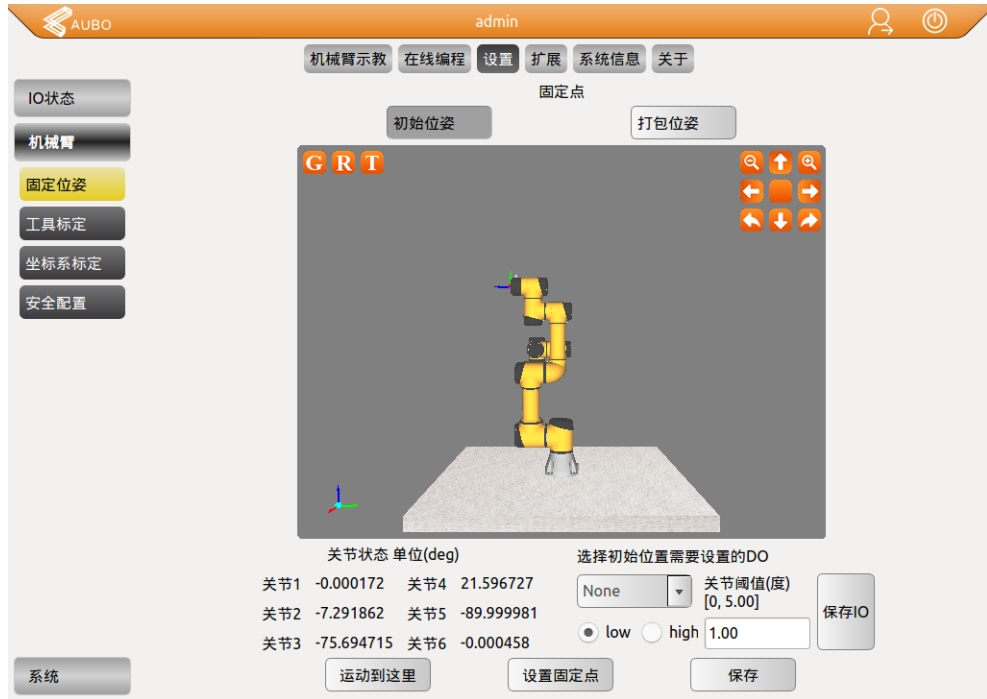 AUBO admin
机械臂示教 在线编程 设置 扩展 系统信息 关于
IO状态
机械臂
固定位姿
工具标定
坐标系标定
安全配置
系统
固定点
初始位姿 打包位姿
G R T
关节状态 单位(deg)
关节1 -0.000172 关节4 21.596727
关节2 -7.291862 关节5 -89.999981
关节3 -75.694715 关节6 -0.000458
选择初始位置需要设置的DO
None
关节阈值(度)
[0, 5.00]
low high 1.00
保存IO
运动到这里 设置固定点 保存